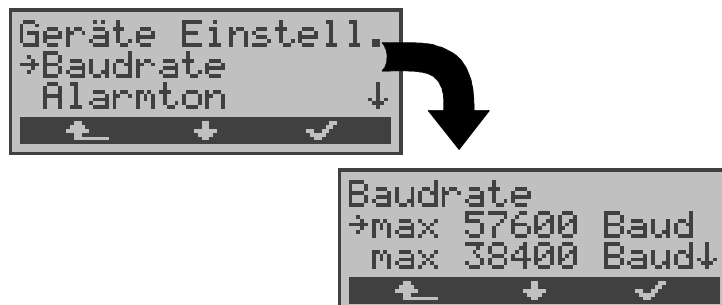 Geräte Einstell.
→Baudrate
Alarmton ↓
Baudrate
→max 57600 Baud
max 38400 Baud↓